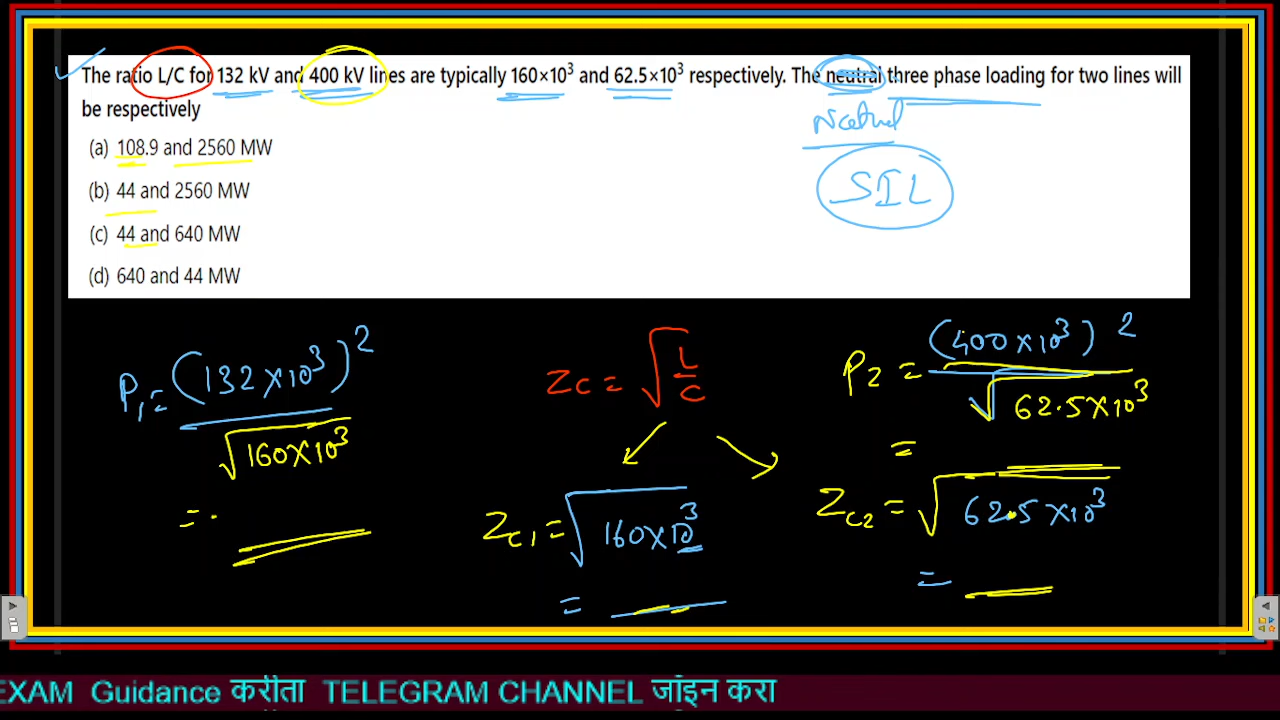 The ratio L/C for 132 kV and 400 kV lines are typically 160×10³ and 62.5×10³ respectively. The neutral three phase loading for two lines will
be respectively
(a) 108.9 and 2560 MW
(b) 44 and 2560 MW
(c) 44 and 640 MW
(d) 640 and 44 MW
SIL
P₁ = (132×10³)² / √160×10³
=
Zc = √L/C
Zc₁ = √160×10³
=
P₂ = (400×10³)² / √62.5×10³
=
Zc₂ = √62.5×10³
=
EXAM Guidance करीता TELEGRAM CHANNEL जॉइन करा